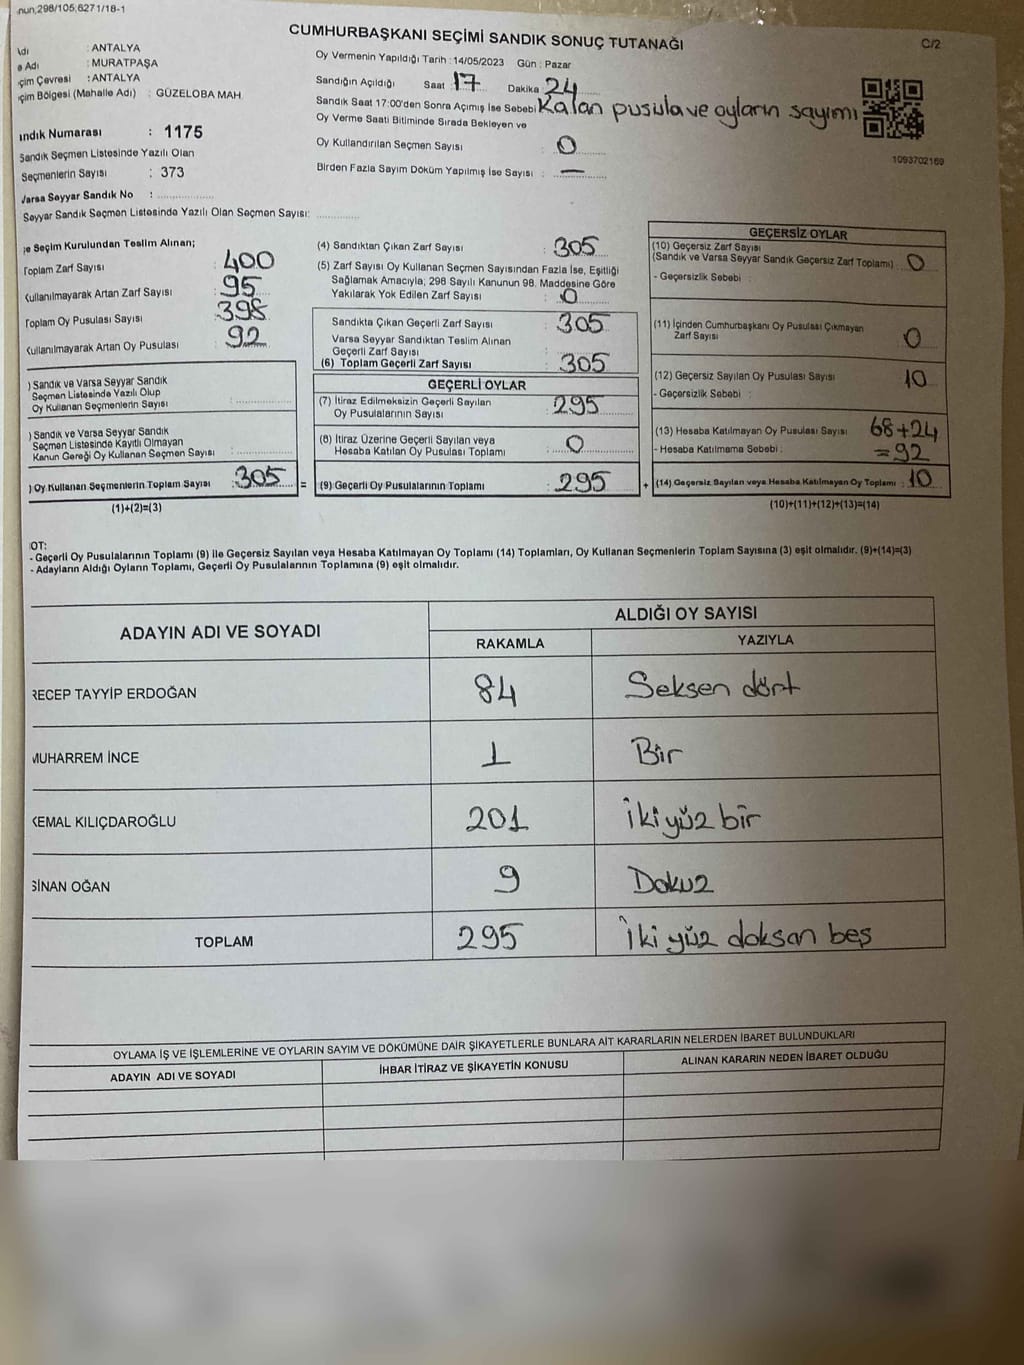 nun,298/105,6271/18-1
CUMHURBAŞKANI SEÇİMİ SANDIK SONUÇ TUTANAĞI
C/2
Adı : ANTALYA
e Adı : MURATPAŞA
çim Çevresi : ANTALYA
çim Bölgesi (Mahalle Adı) : GÜZELOBA MAH.
Oy Vermenin Yapıldığı Tarih : 14/05/2023 Gün : Pazar
Sandığın Açıldığı Saat 17 Dakika 24
Sandık Saat 17:00'den Sonra Açımış İse Sebebi Kalan pusula ve oyların sayımı
Oy Verme Saati Bitiminde Sırada Bekleyen ve
Oy Kullandırılan Seçmen Sayısı : 0
Birden Fazla Sayım Döküm Yapılmış İse Sayısı : —
1093702169
andık Numarası : 1175
Sandık Seçmen Listesinde Yazılı Olan
Seçmenlerin Sayısı : 373
Varsa Seyyar Sandık No : ..................
Seyyar Sandık Seçmen Listesinde Yazılı Olan Seçmen Sayısı: .............
çe Seçim Kurulundan Teslim Alınan;
Toplam Zarf Sayısı : 400
Kullanılmayarak Artan Zarf Sayısı : 95
Toplam Oy Pusulası Sayısı : 398
Kullanılmayarak Artan Oy Pusulası : 92
) Sandık ve Varsa Seyyar Sandık
Seçmen Listesinde Yazılı Olup
Oy Kullanan Seçmenlerin Sayısı : ..................
) Sandık ve Varsa Seyyar Sandık
Seçmen Listesinde Kayıtlı Olmayan
Kanun Gereği Oy Kullanan Seçmen Sayısı : ..................
) Oy Kullanan Seçmenlerin Toplam Sayısı : 305 =
(1)+(2)=(3)
(4) Sandıktan Çıkan Zarf Sayısı : 305
(5) Zarf Sayısı Oy Kullanan Seçmen Sayısından Fazla İse, Eşitliği
Sağlamak Amacıyla; 298 Sayılı Kanunun 98. Maddesine Göre
Yakılarak Yok Edilen Zarf Sayısı : 0
Sandıkta Çıkan Geçerli Zarf Sayısı : 305
Varsa Seyyar Sandıktan Teslim Alınan
Geçerli Zarf Sayısı :
(6) Toplam Geçerli Zarf Sayısı : 305
GEÇERLİ OYLAR
(7) İtiraz Edilmeksizin Geçerli Sayılan
Oy Pusulalarının Sayısı : 295
(8) İtiraz Üzerine Geçerli Sayılan veya
Hesaba Katılan Oy Pusulası Toplamı : 0
(9) Geçerli Oy Pusulalarının Toplamı : 295 +
GEÇERSİZ OYLAR
(10) Geçersiz Zarf Sayısı
(Sandık ve Varsa Seyyar Sandık Geçersiz Zarf Toplamı) : 0
- Geçersizlik Sebebi :
(11) İçinden Cumhurbaşkanı Oy Pusulası Çıkmayan
Zarf Sayısı : 0
(12) Geçersiz Sayılan Oy Pusulası Sayısı : 10
- Geçersizlik Sebebi :
(13) Hesaba Katılmayan Oy Pusulası Sayısı : 68+24
- Hesaba Katılmama Sebebi : =92
(14) Geçersiz Sayılan veya Hesaba Katılmayan Oy Toplamı : 10
(10)+(11)+(12)+(13)=(14)
OT:
- Geçerli Oy Pusulalarının Toplamı (9) ile Geçersiz Sayılan veya Hesaba Katılmayan Oy Toplamı (14) Toplamları, Oy Kullanan Seçmenlerin Toplam Sayısına (3) eşit olmalıdır. (9)+(14)=(3)
- Adayların Aldığı Oyların Toplamı, Geçerli Oy Pusulalarının Toplamına (9) eşit olmalıdır.
ADAYIN ADI VE SOYADI
ALDIĞI OY SAYISI
RAKAMLA YAZIYLA
RECEP TAYYİP ERDOĞAN 84 Seksen dört
MUHARREM İNCE 1 Bir
KEMAL KILIÇDAROĞLU 201 İkiyüz bir
SİNAN OĞAN 9 Dokuz
TOPLAM 295 İki yüz doksan beş
OYLAMA İŞ VE İŞLEMLERİNE VE OYLARIN SAYIM VE DÖKÜMÜNE DAİR ŞİKAYETLERLE BUNLARA AİT KARARLARIN NELERDEN İBARET BULUNDUKLARI
ADAYIN ADI VE SOYADI İHBAR İTİRAZ VE ŞİKAYETİN KONUSU ALINAN KARARIN NEDEN İBARET OLDUĞU